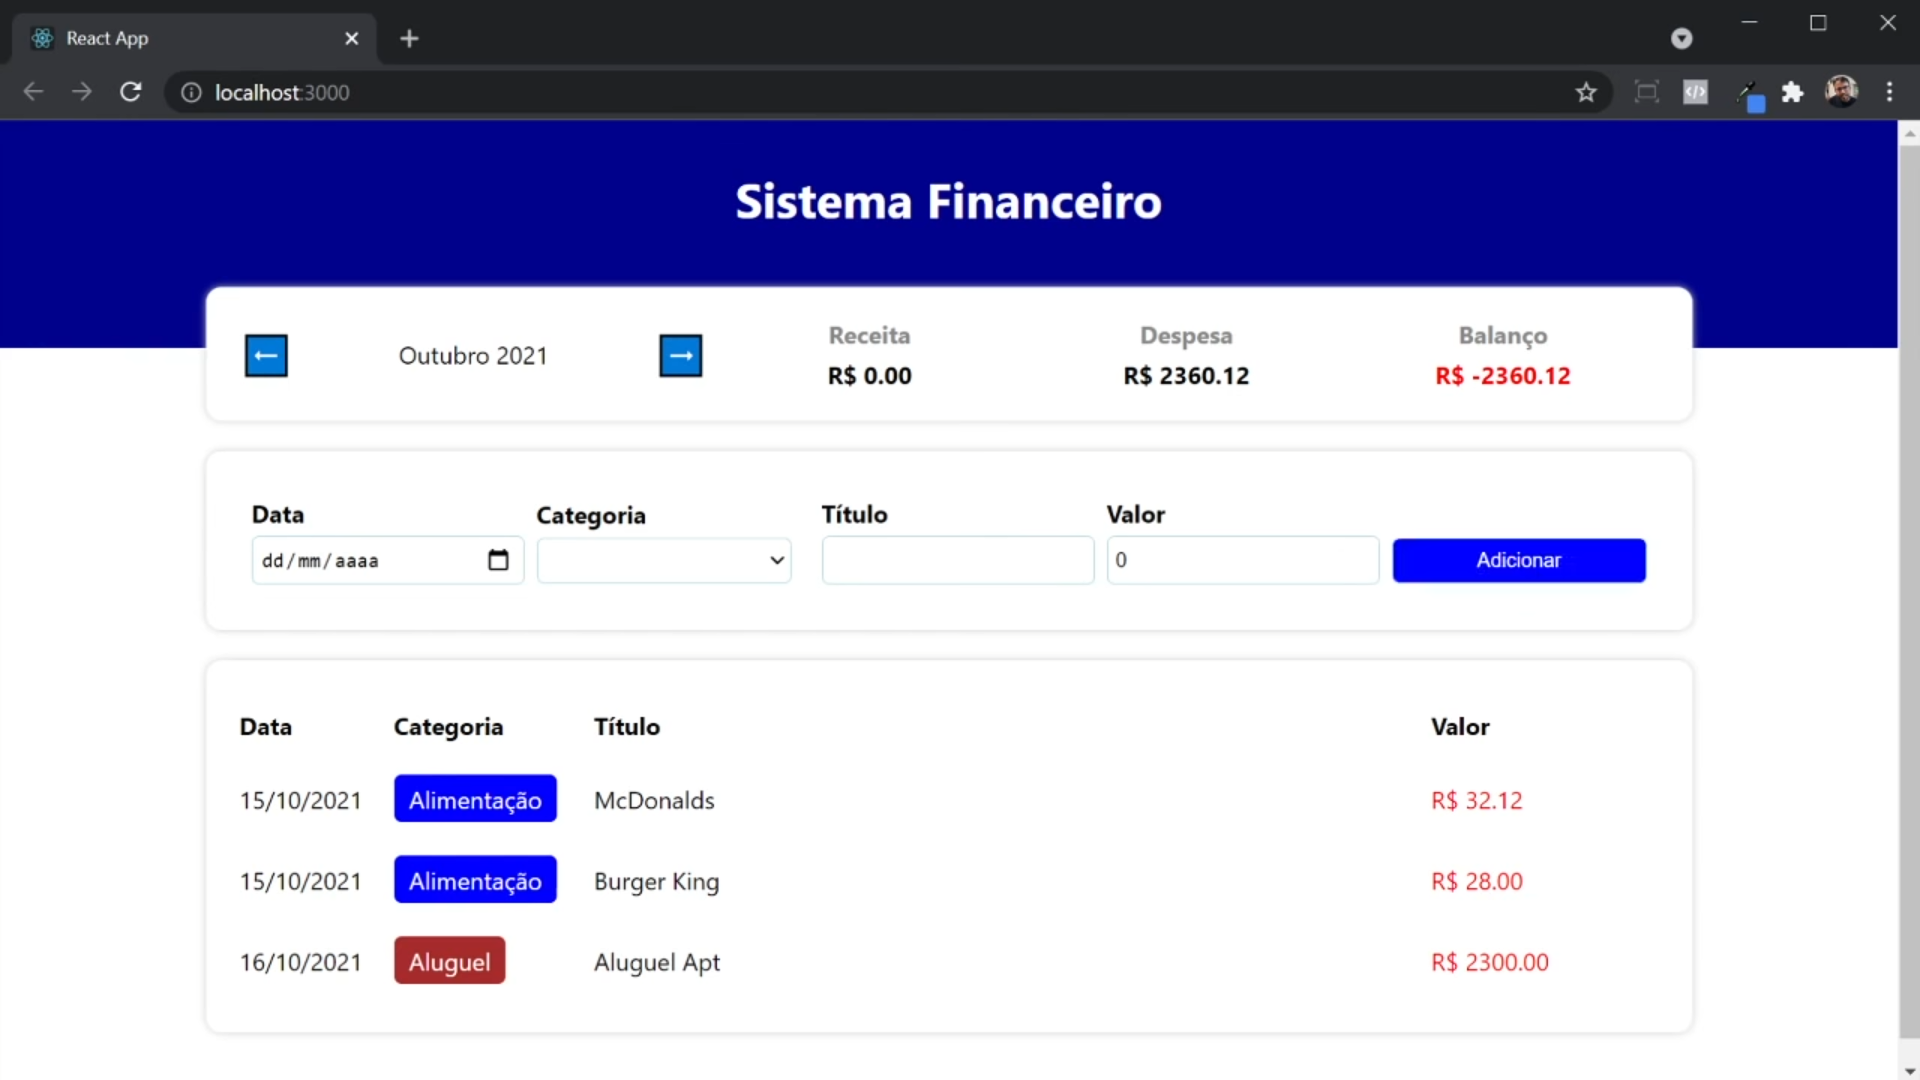 React App
localhost:3000
Sistema Financeiro
Outubro 2021
Receita Despesa Balanço
R$ 0.00 R$ 2360.12 R$ -2360.12
Data Categoria Título Valor
dd/mm/aaaa 0 Adicionar
Data Categoria Título Valor
15/10/2021 Alimentação McDonalds R$ 32.12
15/10/2021 Alimentação Burger King R$ 28.00
16/10/2021 Aluguel Aluguel Apt R$ 2300.00